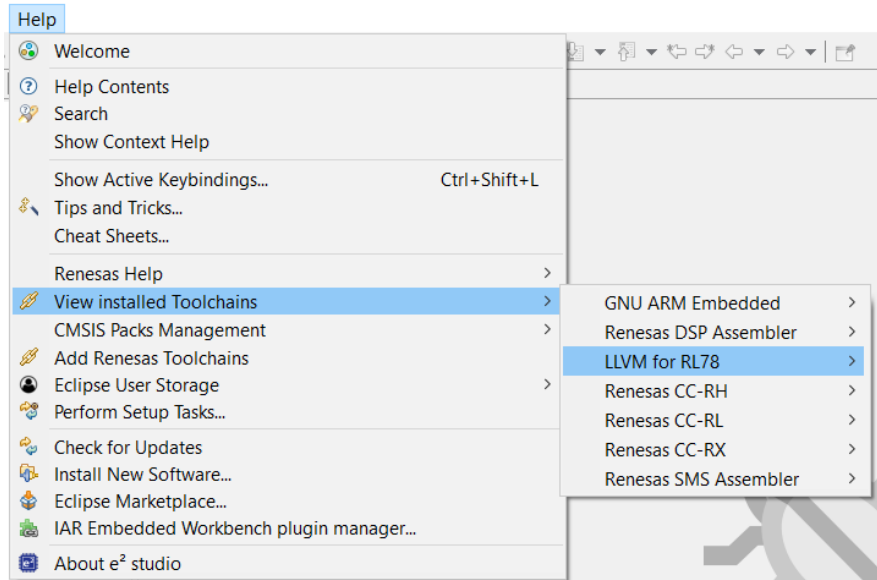 Help
Welcome
Help Contents
Search
Show Context Help
Show Active Keybindings... Ctrl+Shift+L
Tips and Tricks...
Cheat Sheets...
Renesas Help
View installed Toolchains
CMSIS Packs Management
Add Renesas Toolchains
Eclipse User Storage
Perform Setup Tasks...
Check for Updates
Install New Software...
Eclipse Marketplace...
IAR Embedded Workbench plugin manager...
About e² studio
GNU ARM Embedded
Renesas DSP Assembler
LLVM for RL78
Renesas CC-RH
Renesas CC-RL
Renesas CC-RX
Renesas SMS Assembler